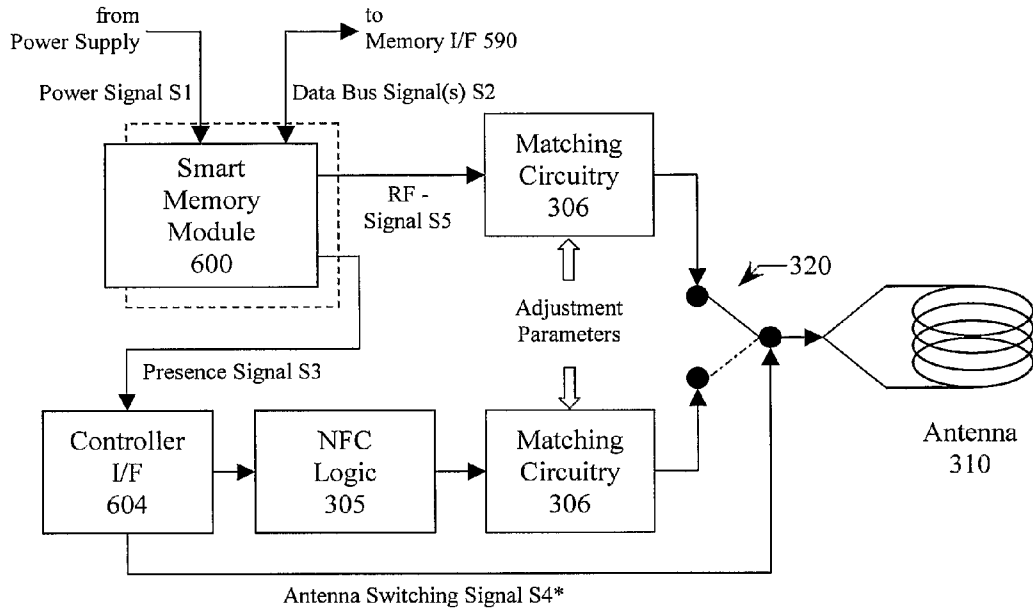 from
Power Supply
to
Memory I/F 590
Power Signal S1
Data Bus Signal(s) S2
Smart
Memory
Module
600
RF -
Signal S5
Matching
Circuitry
306
320
Adjustment
Parameters
Presence Signal S3
Controller
I/F
604
NFC
Logic
305
Matching
Circuitry
306
Antenna
310
Antenna Switching Signal S4*